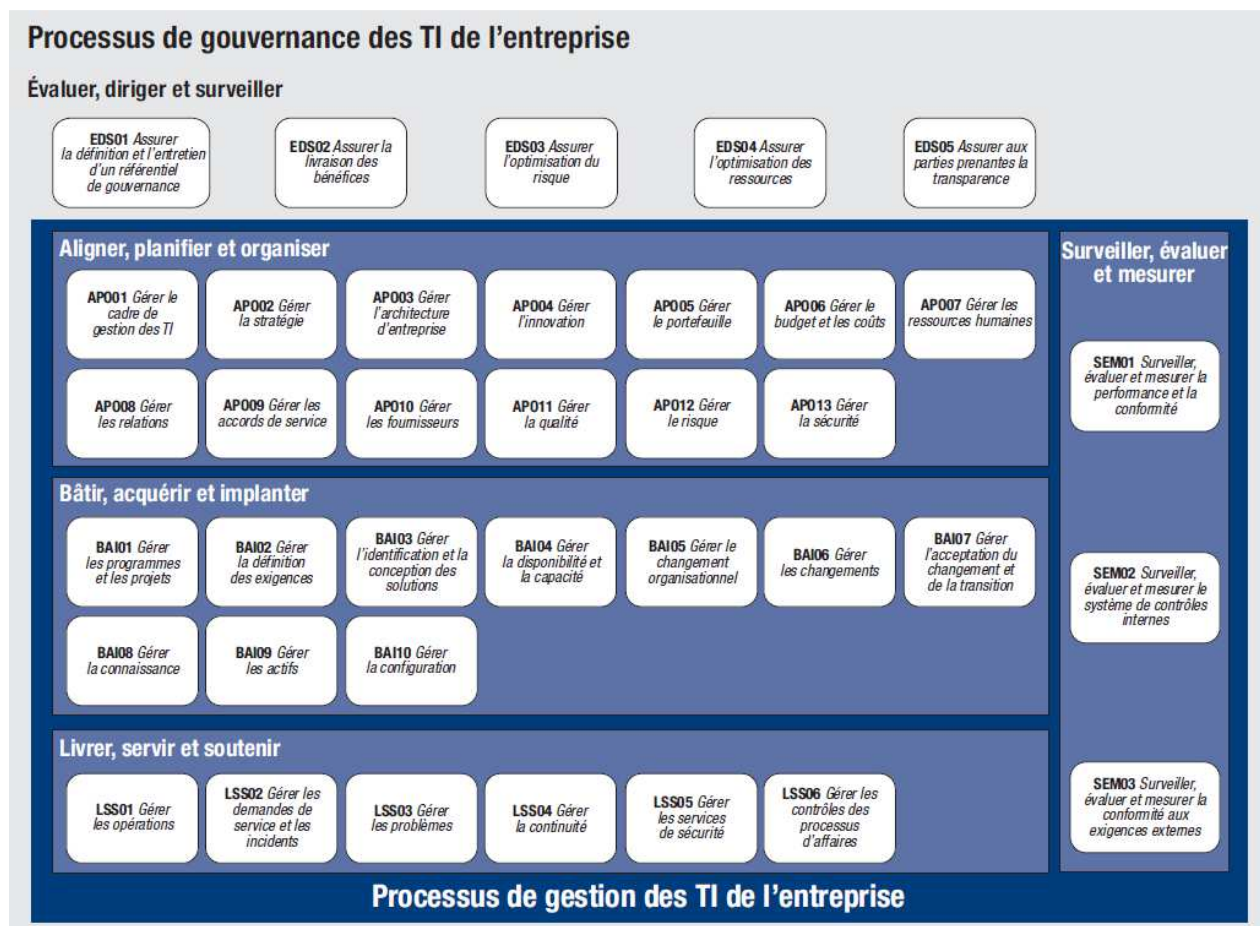 Processus de gouvernance des TI de l'entreprise
Évaluer, diriger et surveiller
EDS01 Assurer
la définition et l'entretien
d'un référentiel
de gouvernance
EDS02 Assurer la
livraison des
bénéfices
EDS03 Assurer
l'optimisation du
risque
EDS04 Assurer
l'optimisation des
ressources
EDS05 Assurer aux
parties prenantes la
transparence
Aligner, planifier et organiser
APO01 Gérer le
cadre de
gestion des TI
APO02 Gérer
la stratégie
APO03 Gérer
l'architecture
d'entreprise
APO04 Gérer
l'innovation
APO05 Gérer
le portefeuille
APO06 Gérer le
budget et les coûts
APO07 Gérer les
ressources humaines
APO08 Gérer
les relations
APO09 Gérer les
accords de service
APO10 Gérer
les fournisseurs
APO11 Gérer
la qualité
APO12 Gérer
le risque
APO13 Gérer
la sécurité
Bâtir, acquérir et implanter
BAI01 Gérer
les programmes
et les projets
BAI02 Gérer
la définition
des exigences
BAI03 Gérer
l'identification et la
conception des
solutions
BAI04 Gérer
la disponibilité et
la capacité
BAI05 Gérer le
changement
organisationnel
BAI06 Gérer
les changements
BAI07 Gérer
l'acceptation du
changement et
de la transition
BAI08 Gérer
la connaissance
BAI09 Gérer
les actifs
BAI10 Gérer
la configuration
Livrer, servir et soutenir
LSS01 Gérer
les opérations
LSS02 Gérer les
demandes de
service et les
incidents
LSS03 Gérer
les problèmes
LSS04 Gérer
la continuité
LSS05 Gérer
les services
de sécurité
LSS06 Gérer les
contrôles des
processus
d'affaires
Surveiller, évaluer
et mesurer
SEM01 Surveiller,
évaluer et mesurer la
performance et la
conformité
SEM02 Surveiller,
évaluer et mesurer le
système de contrôles
internes
SEM03 Surveiller,
évaluer et mesurer la
conformité aux
exigences externes
Processus de gestion des TI de l'entreprise